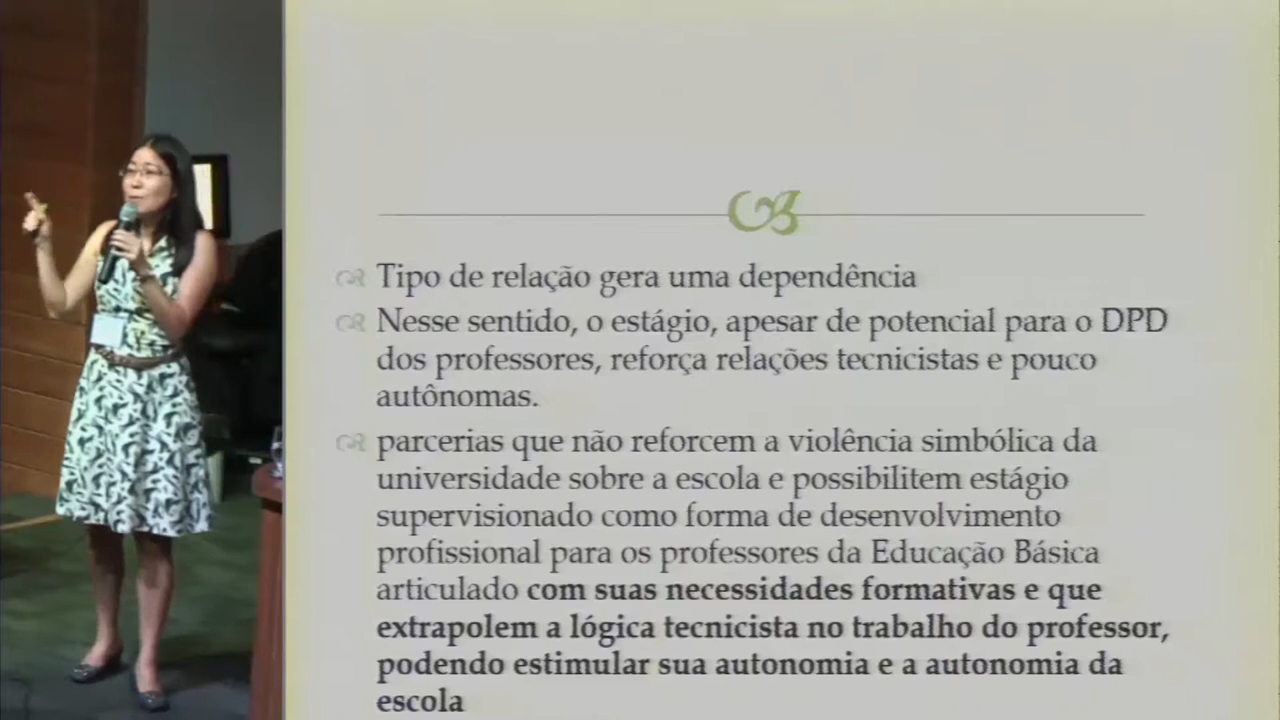 Tipo de relação gera uma dependência
Nesse sentido, o estágio, apesar de potencial para o DPD
dos professores, reforça relações tecnicistas e pouco
autônomas.
parcerias que não reforcem a violência simbólica da
universidade sobre a escola e possibilitem estágio
supervisionado como forma de desenvolvimento
profissional para os professores da Educação Básica
articulado com suas necessidades formativas e que
extrapolem a lógica tecnicista no trabalho do professor,
podendo estimular sua autonomia e a autonomia da
escola